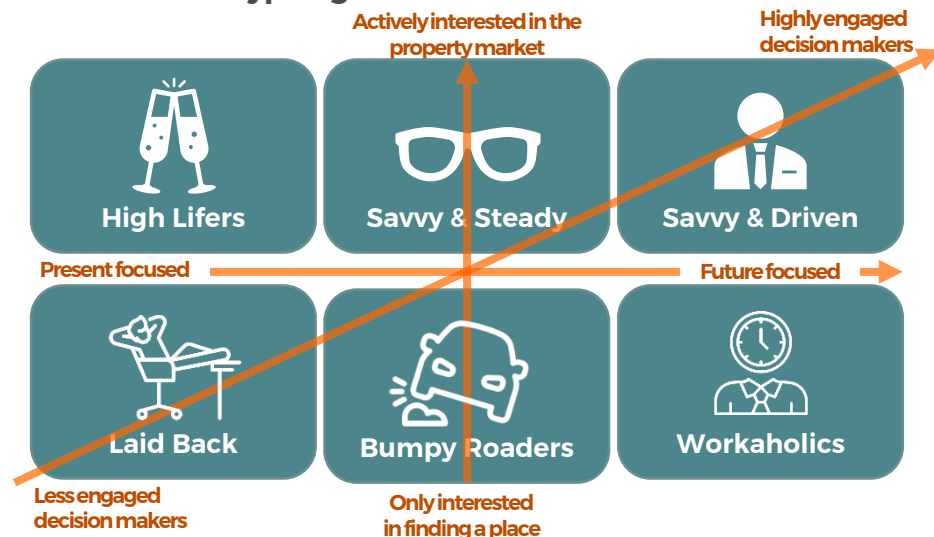 Actively interested in the
property market
Highly engaged
decision makers
High Lifers
Savvy & Steady
Savvy & Driven
Present focused
Future focused
Laid Back
Bumpy Roaders
Workaholics
Less engaged
decision makers
Only interested
in finding a place